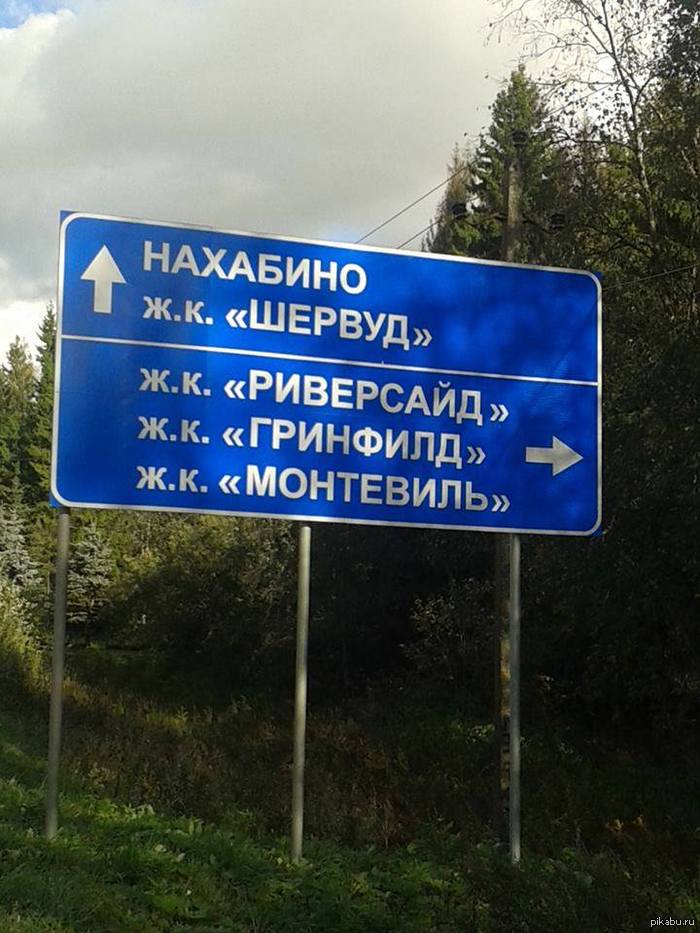 НАХАБИНО
Ж.К. «ШЕРВУД»
Ж.К. «РИВЕРСАЙД»
Ж.К. «ГРИНФИЛД»
Ж.К. «МОНТЕВИЛЬ»
pikabu.ru